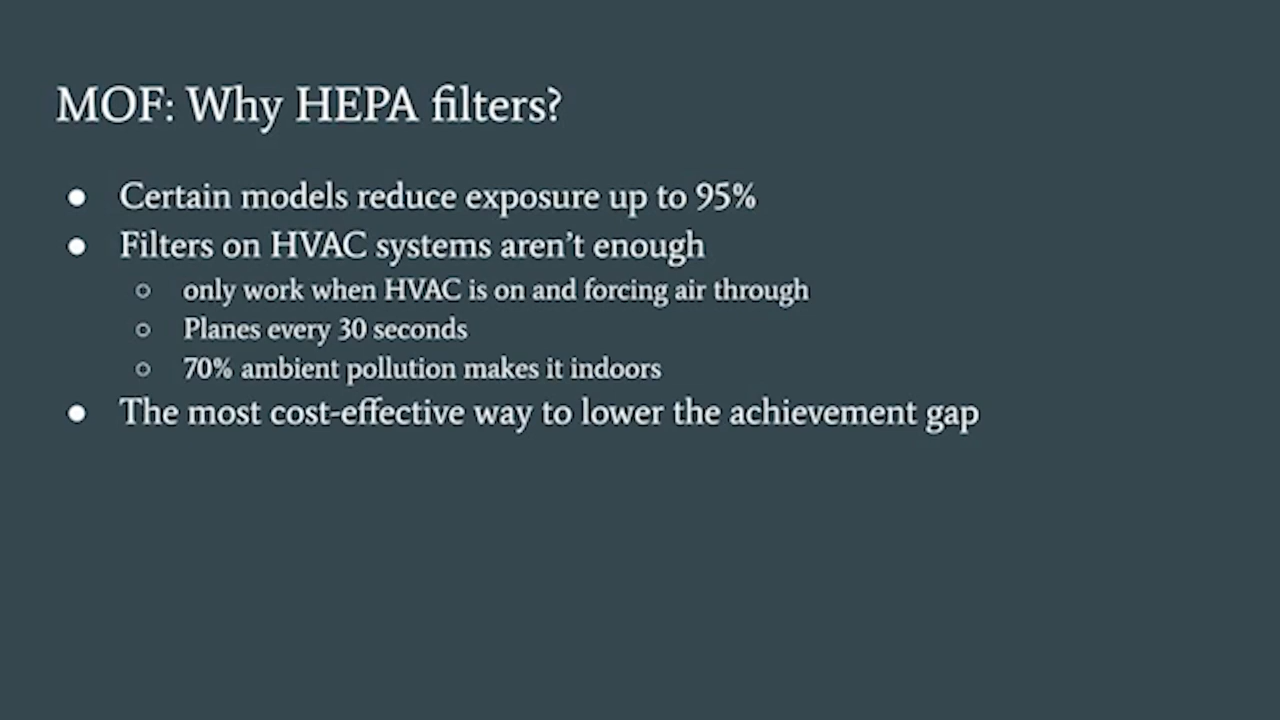 MOF: Why HEPA filters?
● Certain models reduce exposure up to 95%
● Filters on HVAC systems aren’t enough
○ only work when HVAC is on and forcing air through
○ Planes every 30 seconds
○ 70% ambient pollution makes it indoors
● The most cost-effective way to lower the achievement gap